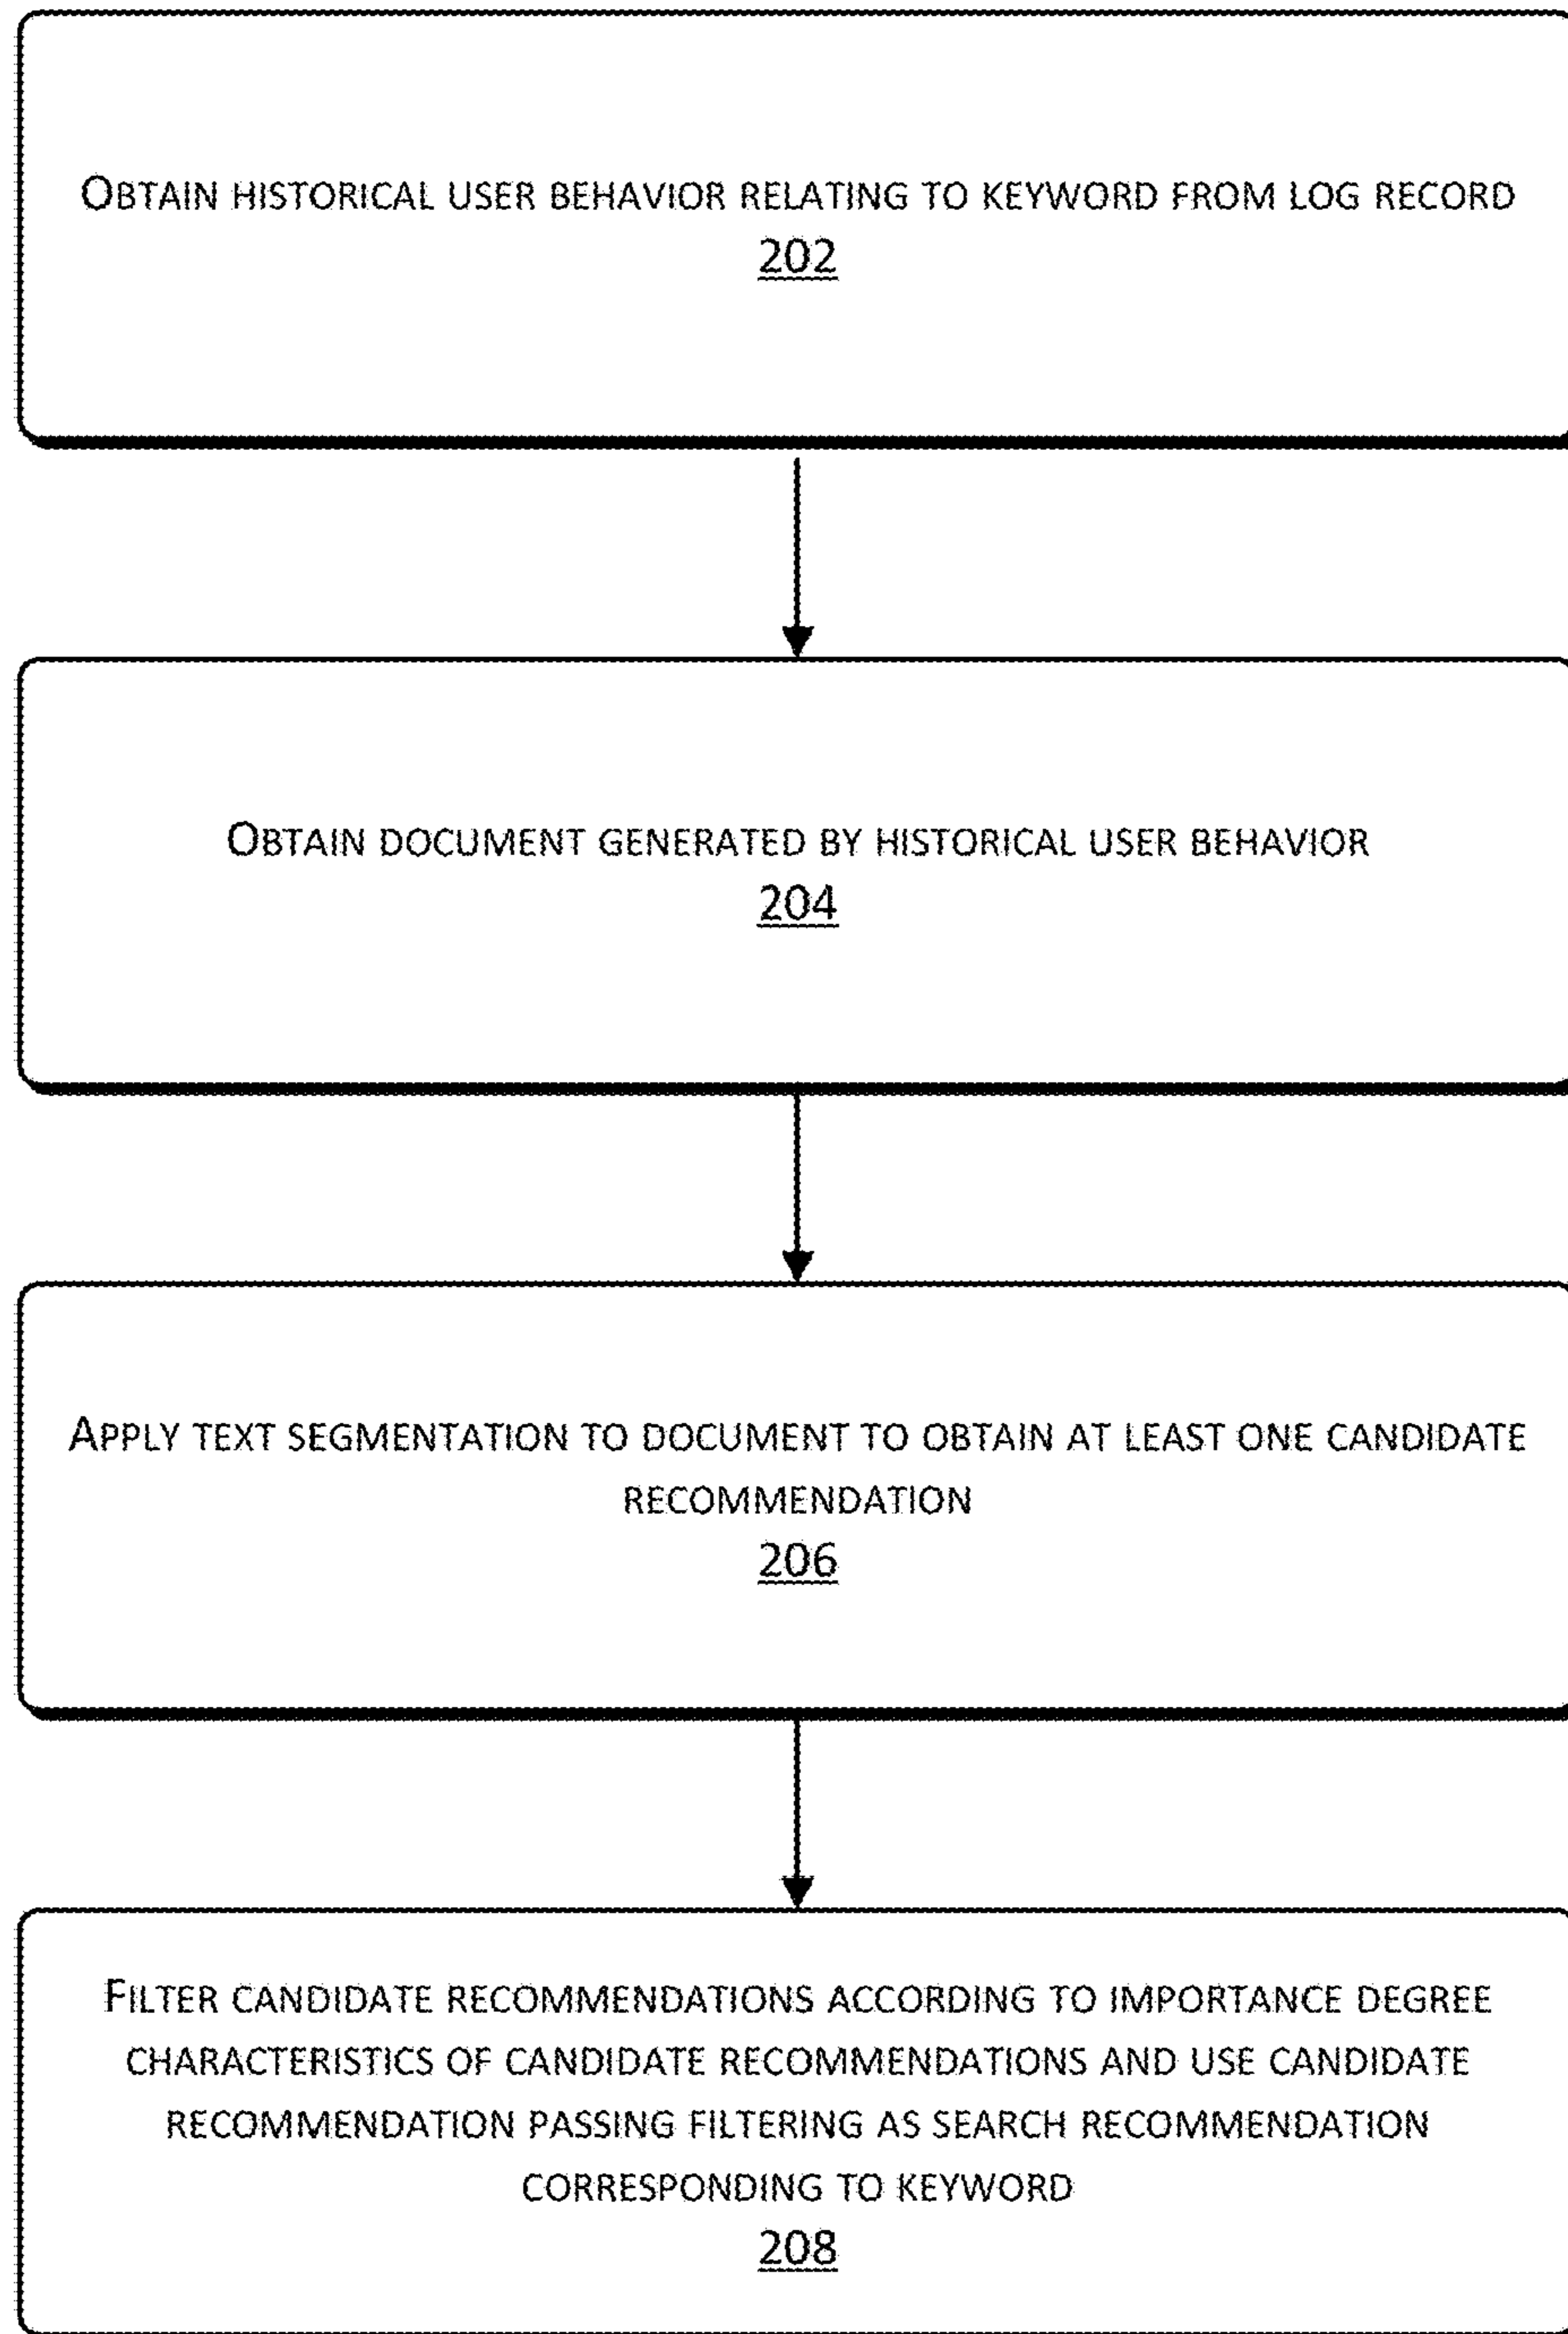 OBTAIN HISTORICAL USER BEHAVIOR RELATING TO KEYWORD FROM LOG RECORD
202
OBTAIN DOCUMENT GENERATED BY HISTORICAL USER BEHAVIOR
204
APPLY TEXT SEGMENTATION TO DOCUMENT TO OBTAIN AT LEAST ONE CANDIDATE
RECOMMENDATION
206
FILTER CANDIDATE RECOMMENDATIONS ACCORDING TO IMPORTANCE DEGREE
CHARACTERISTICS OF CANDIDATE RECOMMENDATIONS AND USE CANDIDATE
RECOMMENDATION PASSING FILTERING AS SEARCH RECOMMENDATION
CORRESPONDING TO KEYWORD
208